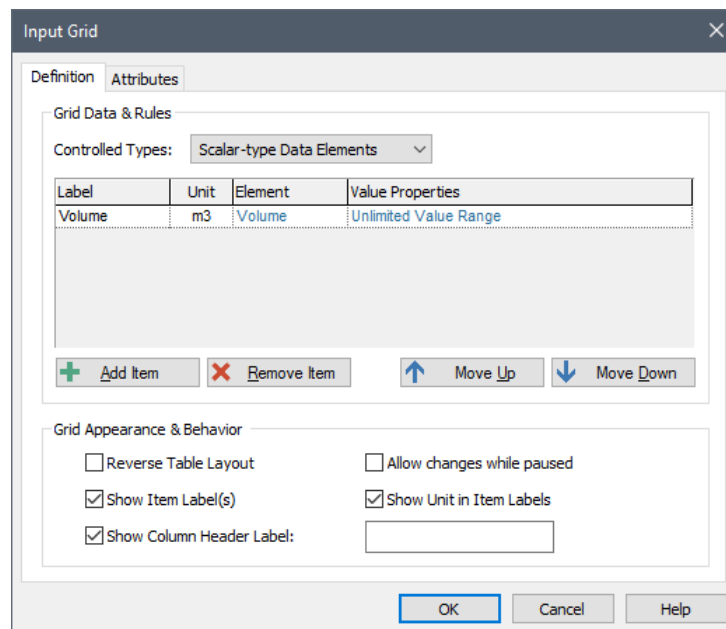 Input Grid
Definition Attributes
Grid Data & Rules
Controlled Types: Scalar-type Data Elements
Label Unit Element Value Properties
Volume m3 Volume Unlimited Value Range
Add Item Remove Item Move Up Move Down
Grid Appearance & Behavior
Reverse Table Layout Allow changes while paused
Show Item Label(s) Show Unit in Item Labels
Show Column Header Label:
OK Cancel Help